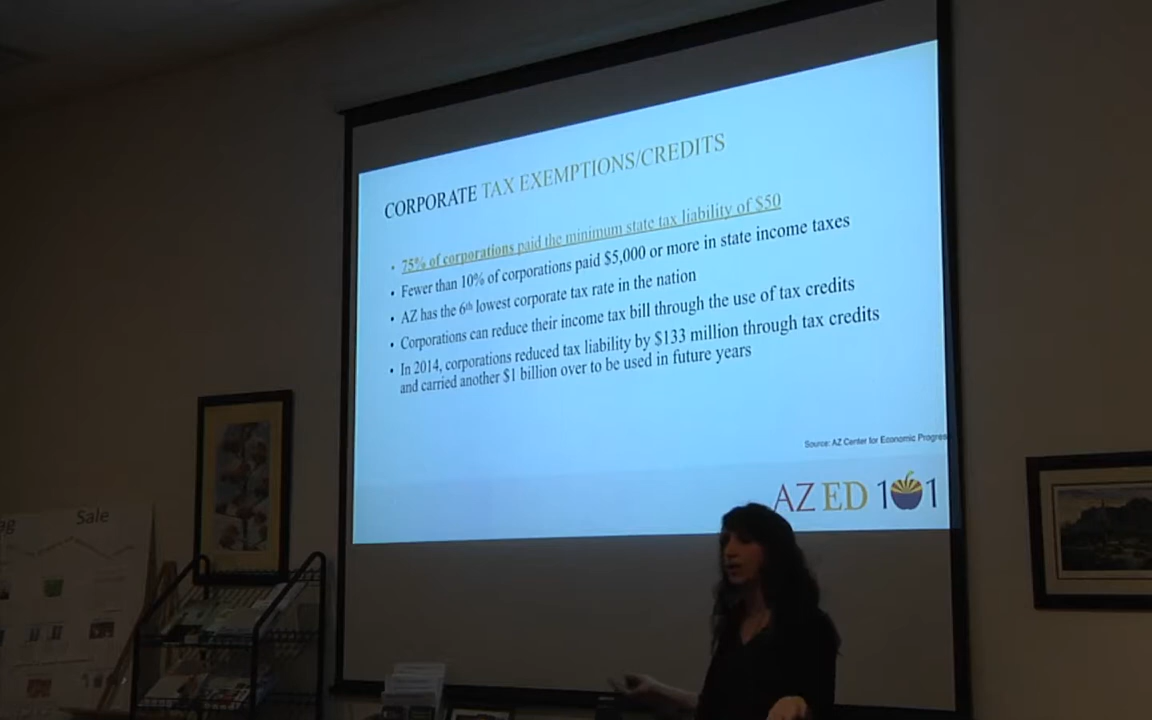 CORPORATE TAX EXEMPTIONS/CREDITS
• 75% of corporations paid the minimum state tax liability of $50
• Fewer than 10% of corporations paid $5,000 or more in state income taxes
• AZ has the 6th lowest corporate tax rate in the nation
• Corporations can reduce their income tax bill through the use of tax credits
• In 2014, corporations reduced tax liability by $133 million through tax credits
and carried another $1 billion over to be used in future years
Source: AZ Center for Economic Progres
AZ ED 101
ag Sale